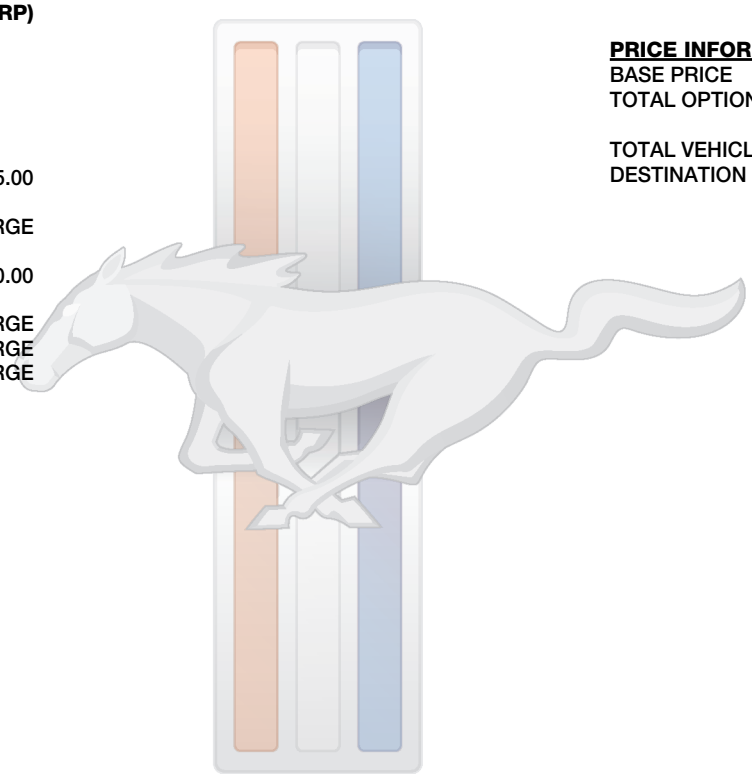 RP)
5.00
RGE
0.00
RGE
RGE
RGE
PRICE INFOR
BASE PRICE
TOTAL OPTION
TOTAL VEHICL
DESTINATION